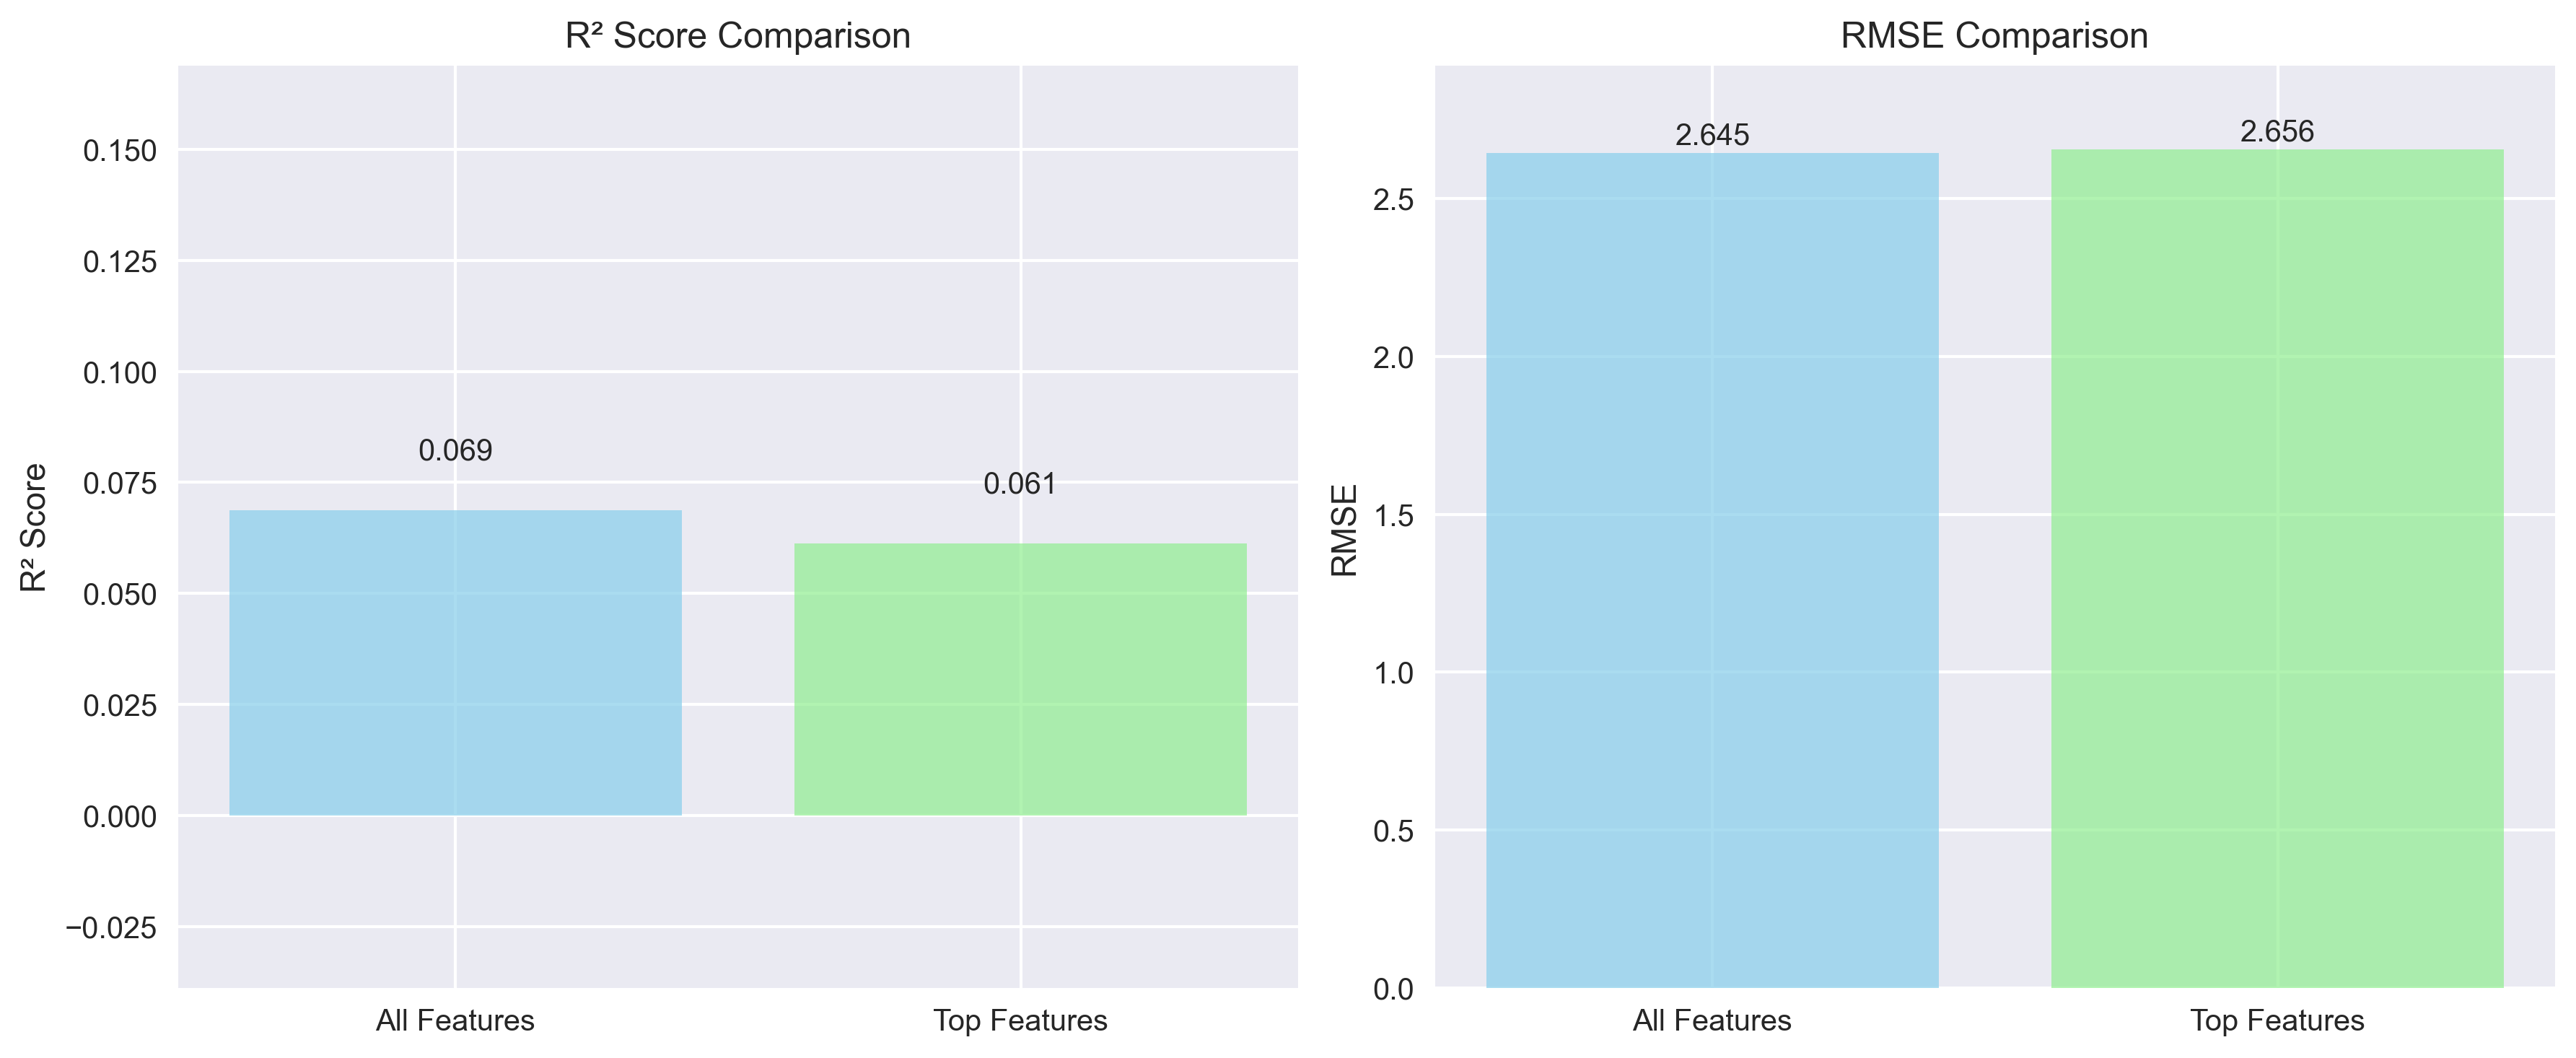 R² Score Comparison
R² Score
0.150
0.125
0.100
0.075
0.050
0.025
0.000
−0.025
0.069
0.061
All Features
Top Features
RMSE Comparison
RMSE
2.5
2.0
1.5
1.0
0.5
0.0
2.645
2.656
All Features
Top Features